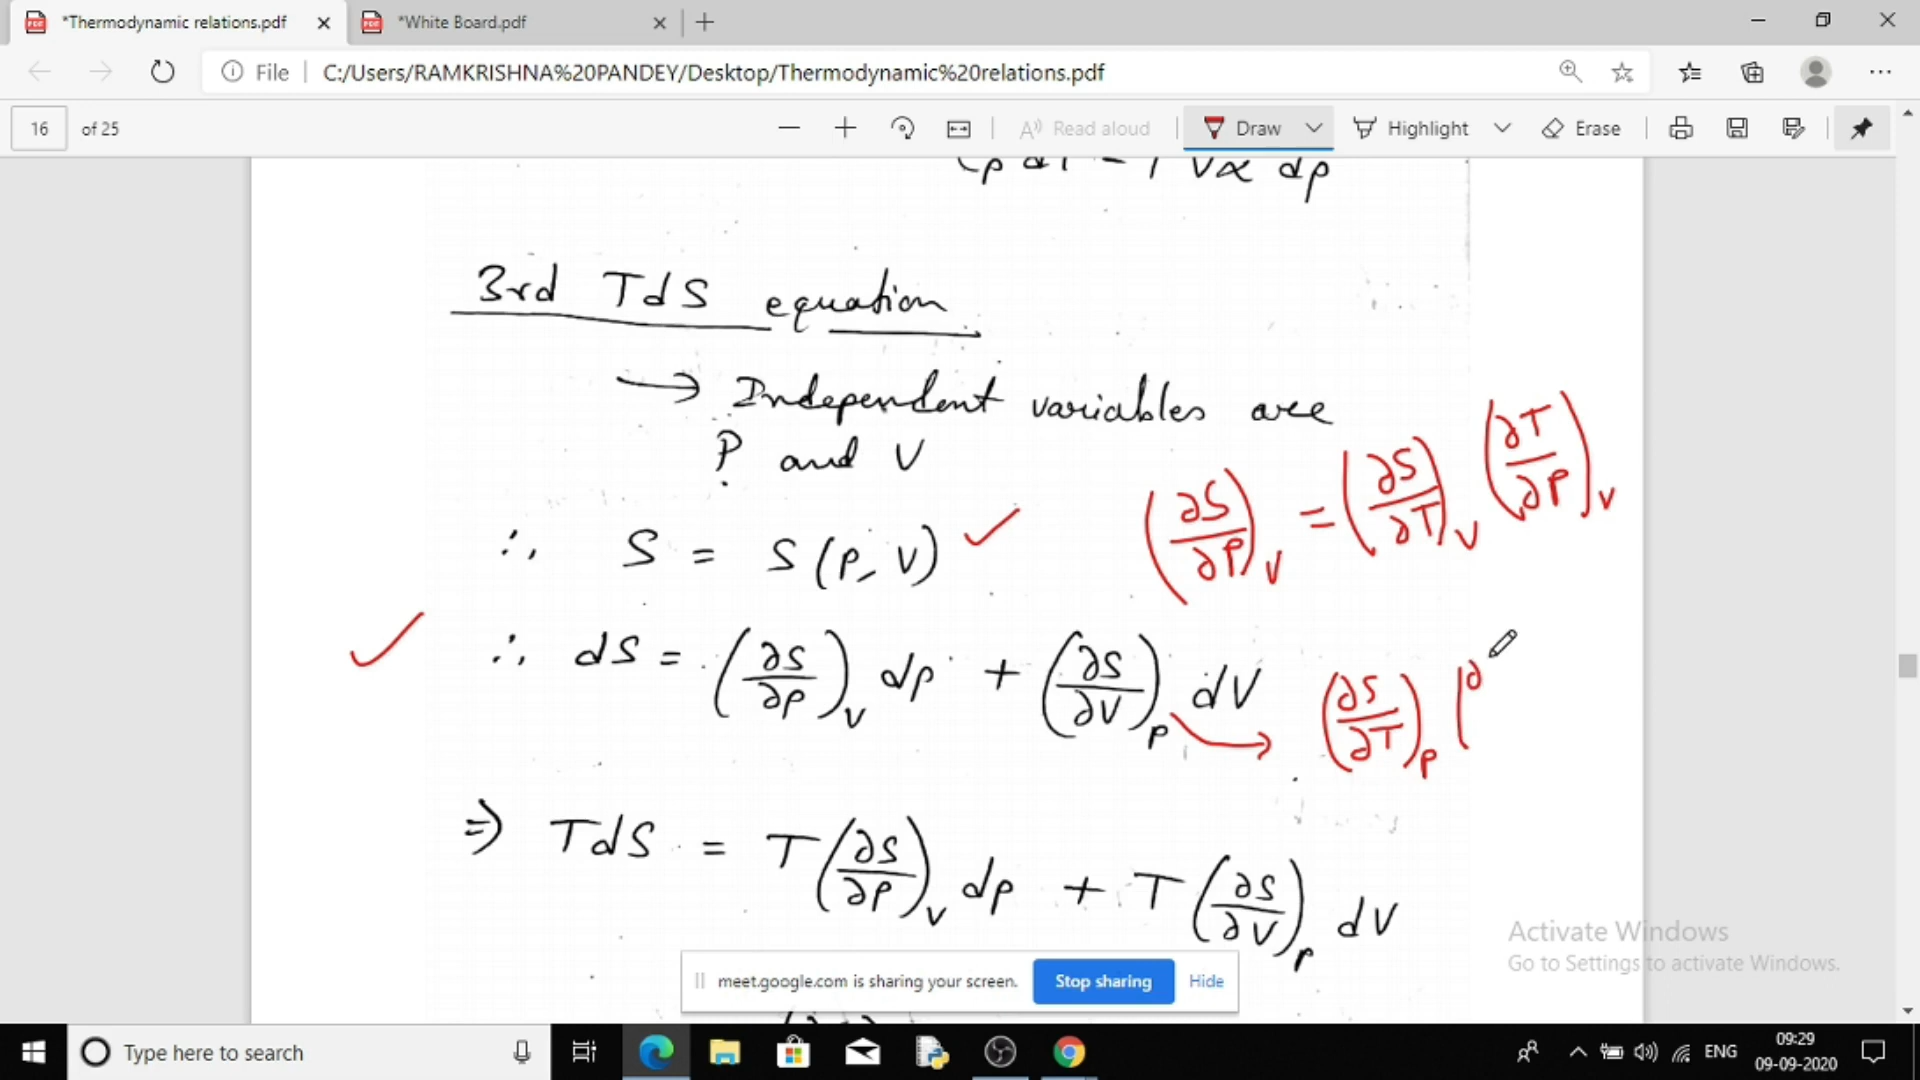 *Thermodynamic relations.pdf
*White Board.pdf
File
C:/Users/RAMKRISHNA%20PANDEY/Desktop/Thermodynamic%20relations.pdf
16 of 25
Read aloud
Draw
Highlight
Erase
Cp dT - T V∝ dp
3rd TdS equation
→ Independent variables are
P and V
∴ S = S(P, V) ✓
(∂S/∂P)_V = (∂S/∂T)_V (∂T/∂P)_V
✓ ∴ dS = (∂S/∂P)_V dp + (∂S/∂V)_P dV → (∂S/∂T)_P (∂
⇒ TdS = T(∂S/∂P)_V dp + T(∂S/∂V)_P dV
Activate Windows
Go to Settings to activate Windows.
meet.google.com is sharing your screen.
Stop sharing
Hide
Type here to search
ENG
09:29
09-09-2020